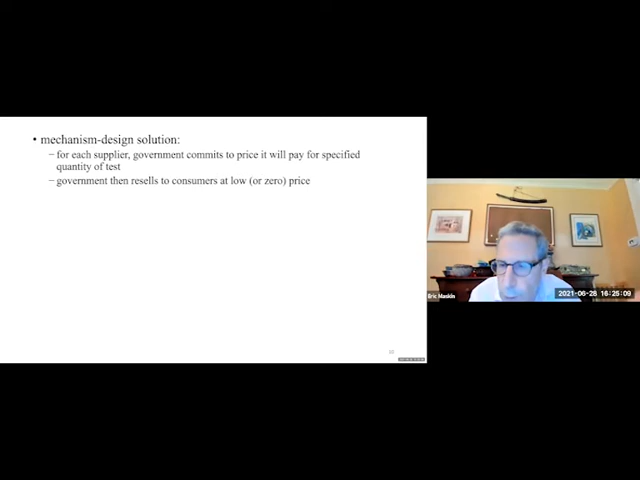 • mechanism-design solution:
– for each supplier, government commits to price it will pay for specified
quantity of test
– government then resells to consumers at low (or zero) price
Eric Maskin
2021-06-28 16:25:09